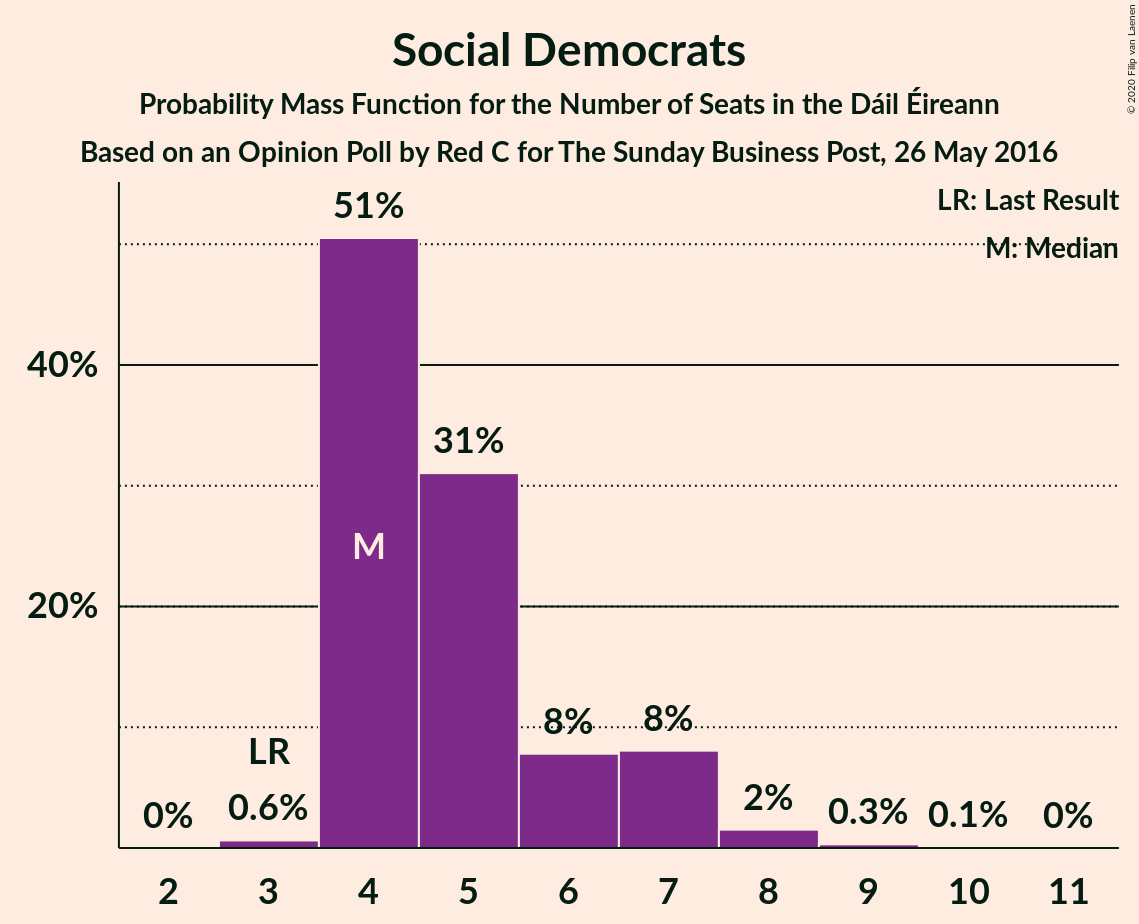 Social Democrats
Probability Mass Function for the Number of Seats in the Dáil Éireann
Based on an Opinion Poll by Red C for The Sunday Business Post, 26 May 2016
© 2020 Filip van Laenen
LR: Last Result
M: Median
51%
40%
31%
M
20%
8%
8%
LR
0%
0.6%
2%
0.3%
0.1%
0%
2 3 4 5 6 7 8 9 10 11